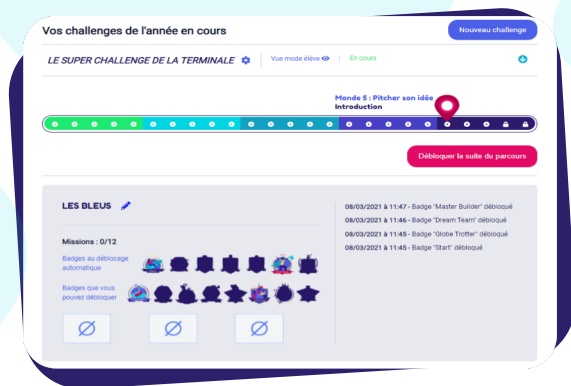 Vos challenges de l'année en cours
Nouveau challenge
LE SUPER CHALLENGE DE LA TERMINALE
Vue mode élève
En cours
Monde 5 : Pitcher son idée
Introduction
Débloquer la suite du parcours
LES BLEUS
Missions : 0/12
Badges au déblocage
automatique
Badges que vous
pouvez débloquer
08/03/2021 à 11:47 - Badge "Master Builder" débloqué
08/03/2021 à 11:46 - Badge "Dream Team" débloqué
08/03/2021 à 11:45 - Badge "Globe Trotter" débloqué
08/03/2021 à 11:45 - Badge "Start" débloqué